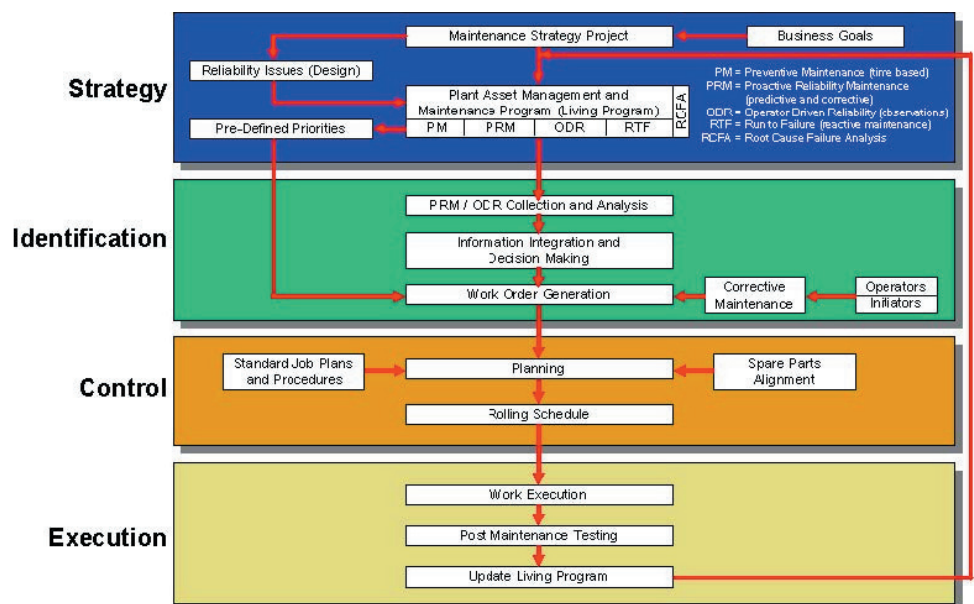 Strategy
Maintenance Strategy Project
Business Goals
Reliability Issues (Design)
Plant Asset Management and
Maintenance Program (Living Program)
PM PRM ODR RTF
RCFA
Pre-Defined Priorities
PM = Preventive Maintenance (time based)
PRM = Proactive Reliability Maintenance
(predictive and corrective)
ODR = Operator Driven Reliability (observations)
RTF = Run to Failure (reactive maintenance)
RCFA = Root Cause Failure Analysis
Identification
PRM / ODR Collection and Analysis
Information Integration and
Decision Making
Work Order Generation
Corrective
Maintenance
Operators
Initiators
Control
Standard Job Plans
and Procedures
Planning
Spare Parts
Alignment
Rolling Schedule
Execution
Work Execution
Post Maintenance Testing
Update Living Program